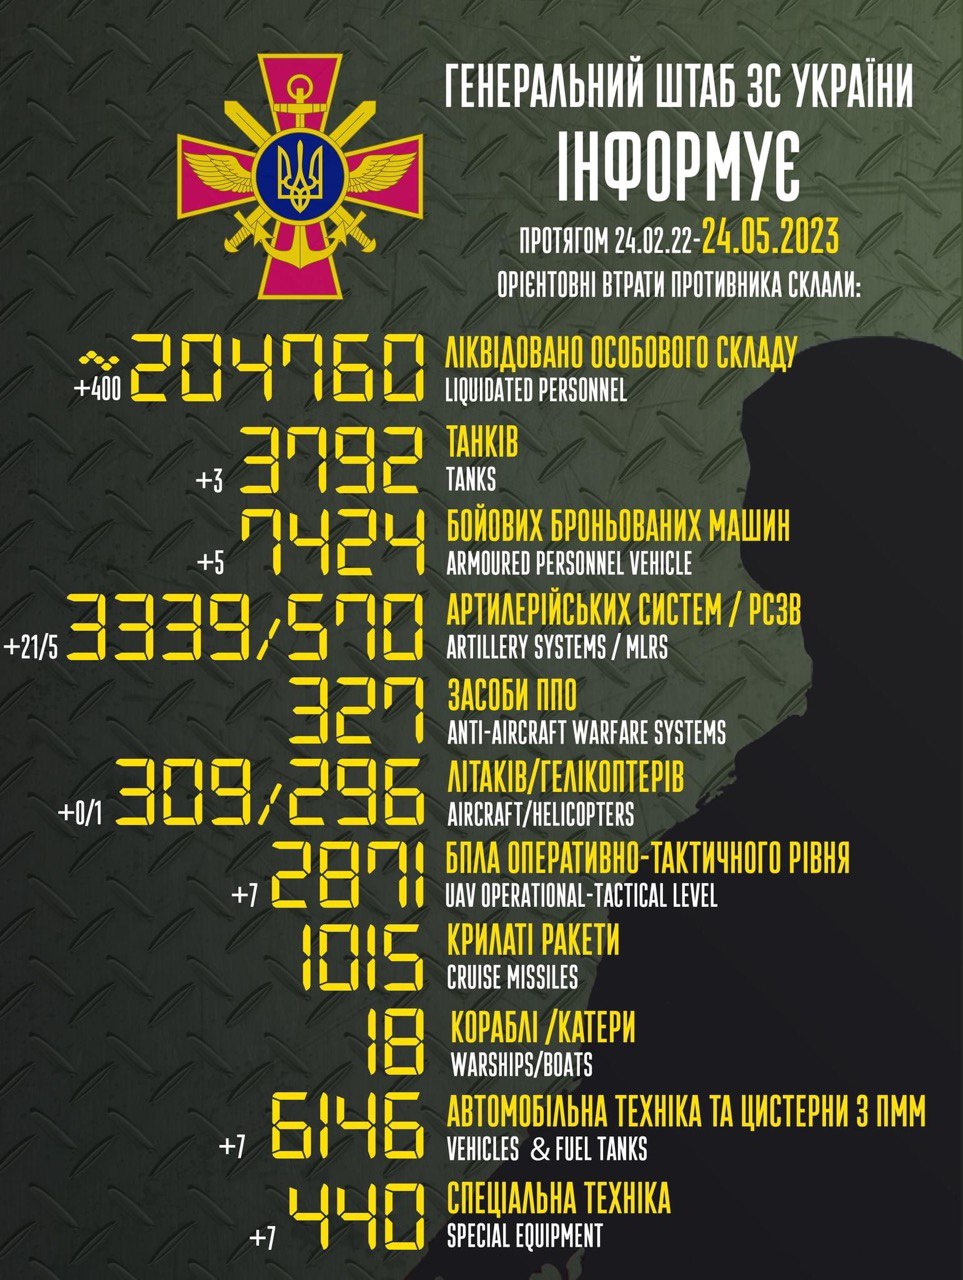 ГЕНЕРАЛЬНИЙ ШТАБ ЗС УКРАЇНИ
ІНФОРМУЄ
ПРОТЯГОМ 24.02.22-24.05.2023
ОРІЄНТОВНІ ВТРАТИ ПРОТИВНИКА СКЛАЛИ:
≈204760 ЛІКВІДОВАНО ОСОБОВОГО СКЛАДУ
+400 LIQUIDATED PERSONNEL
3792 ТАНКІВ
+3 TANKS
7424 БОЙОВИХ БРОНЬОВАНИХ МАШИН
+5 ARMOURED PERSONNEL VEHICLE
3339/570 АРТИЛЕРІЙСЬКИХ СИСТЕМ / РСЗВ
+21/5 ARTILLERY SYSTEMS / MLRS
327 ЗАСОБИ ППО
ANTI-AIRCRAFT WARFARE SYSTEMS
309/296 ЛІТАКІВ/ГЕЛІКОПТЕРІВ
+0/1 AIRCRAFT/HELICOPTERS
2871 БПЛА ОПЕРАТИВНО-ТАКТИЧНОГО РІВНЯ
+7 UAV OPERATIONAL-TACTICAL LEVEL
1015 КРИЛАТІ РАКЕТИ
CRUISE MISSILES
18 КОРАБЛІ /КАТЕРИ
WARSHIPS/BOATS
6146 АВТОМОБІЛЬНА ТЕХНІКА ТА ЦИСТЕРНИ З ПММ
+7 VEHICLES & FUEL TANKS
440 СПЕЦІАЛЬНА ТЕХНІКА
+7 SPECIAL EQUIPMENT